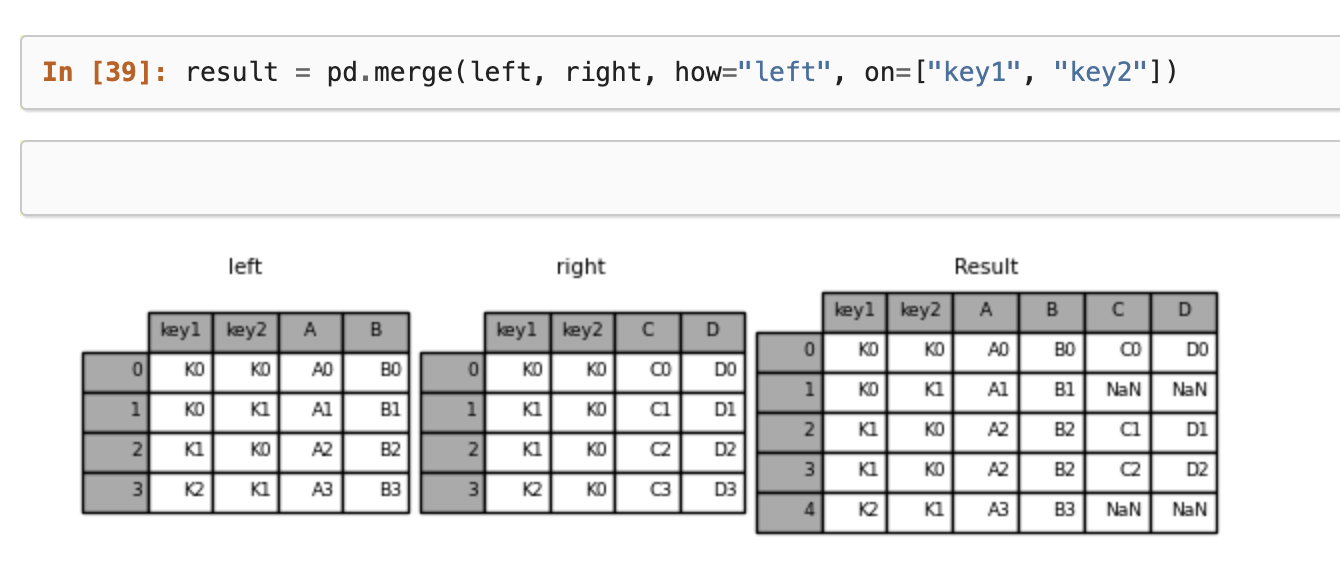 In [39]: result = pd.merge(left, right, how="left", on=["key1", "key2"])
left
key1 key2 A B
0 K0 K0 A0 B0
1 K0 K1 A1 B1
2 K1 K0 A2 B2
3 K2 K1 A3 B3
right
key1 key2 C D
0 K0 K0 C0 D0
1 K1 K0 C1 D1
2 K1 K0 C2 D2
3 K2 K0 C3 D3
Result
key1 key2 A B C D
0 K0 K0 A0 B0 C0 D0
1 K0 K1 A1 B1 NaN NaN
2 K1 K0 A2 B2 C1 D1
3 K1 K0 A2 B2 C2 D2
4 K2 K1 A3 B3 NaN NaN